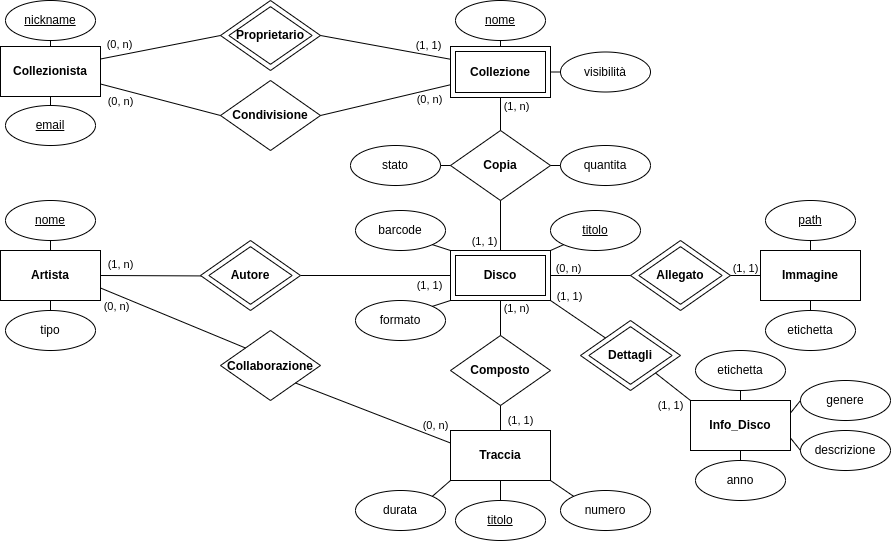 nickname
nome
(0, n)
Proprietario
(1, 1)
Collezionista
Collezione
visibilità
(0, n)
Condivisione
(0, n)
(1, n)
email
stato
Copia
quantita
nome
barcode
titolo
path
(1, 1)
Artista
(1, n)
Autore
(1, 1)
Disco
(0, n)
Allegato
(1, 1)
Immagine
(1, 1)
(0, n)
(1, n)
tipo
formato
etichetta
Collaborazione
Composto
Dettagli
etichetta
(1, 1)
genere
(0, n)
(1, 1)
Info_Disco
Traccia
descrizione
anno
durata
titolo
numero